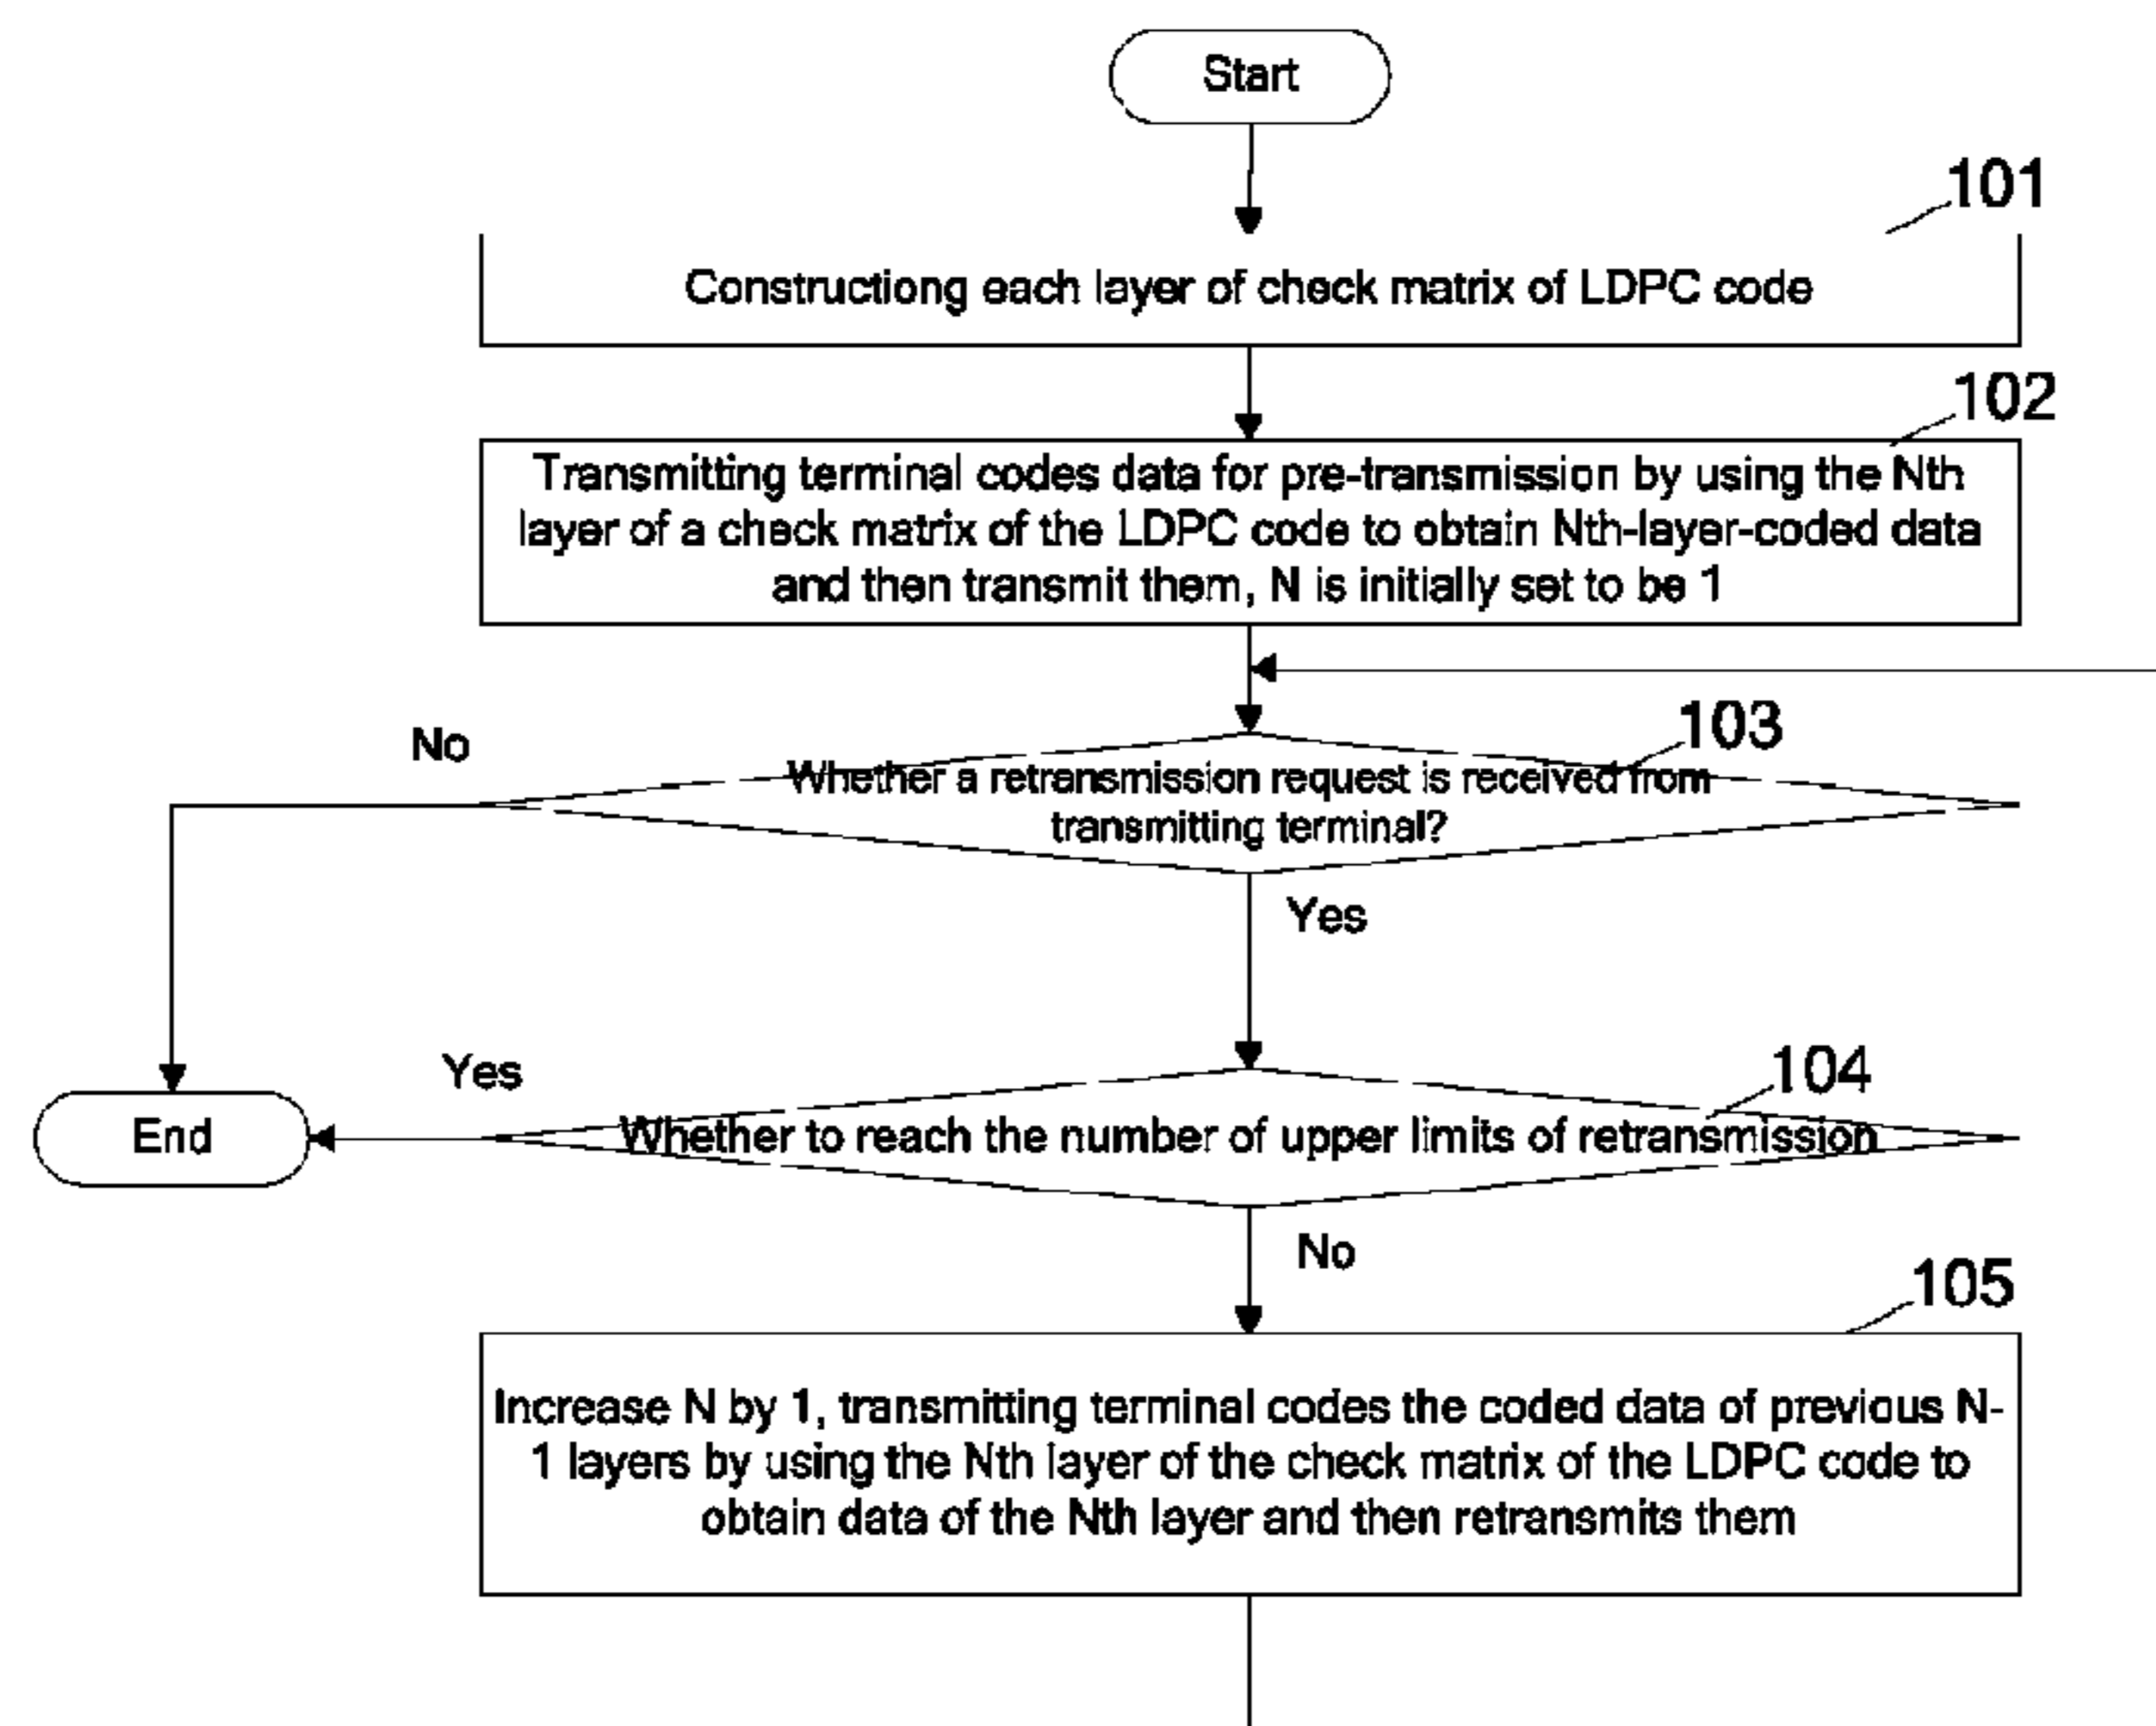 Start
101
Constructiong each layer of check matrix of LDPC code
102
Transmitting terminal codes data for pre-transmission by using the Nth
layer of a check matrix of the LDPC code to obtain Nth-layer-coded data
and then transmit them, N is initially set to be 1
103
No
Whether a retransmission request is received from
transmitting terminal?
Yes
104
Yes
End
Whether to reach the number of upper limits of retransmission
No
105
Increase N by 1, transmitting terminal codes the coded data of previous N-
1 layers by using the Nth layer of the check matrix of the LDPC code to
obtain data of the Nth layer and then retransmits them